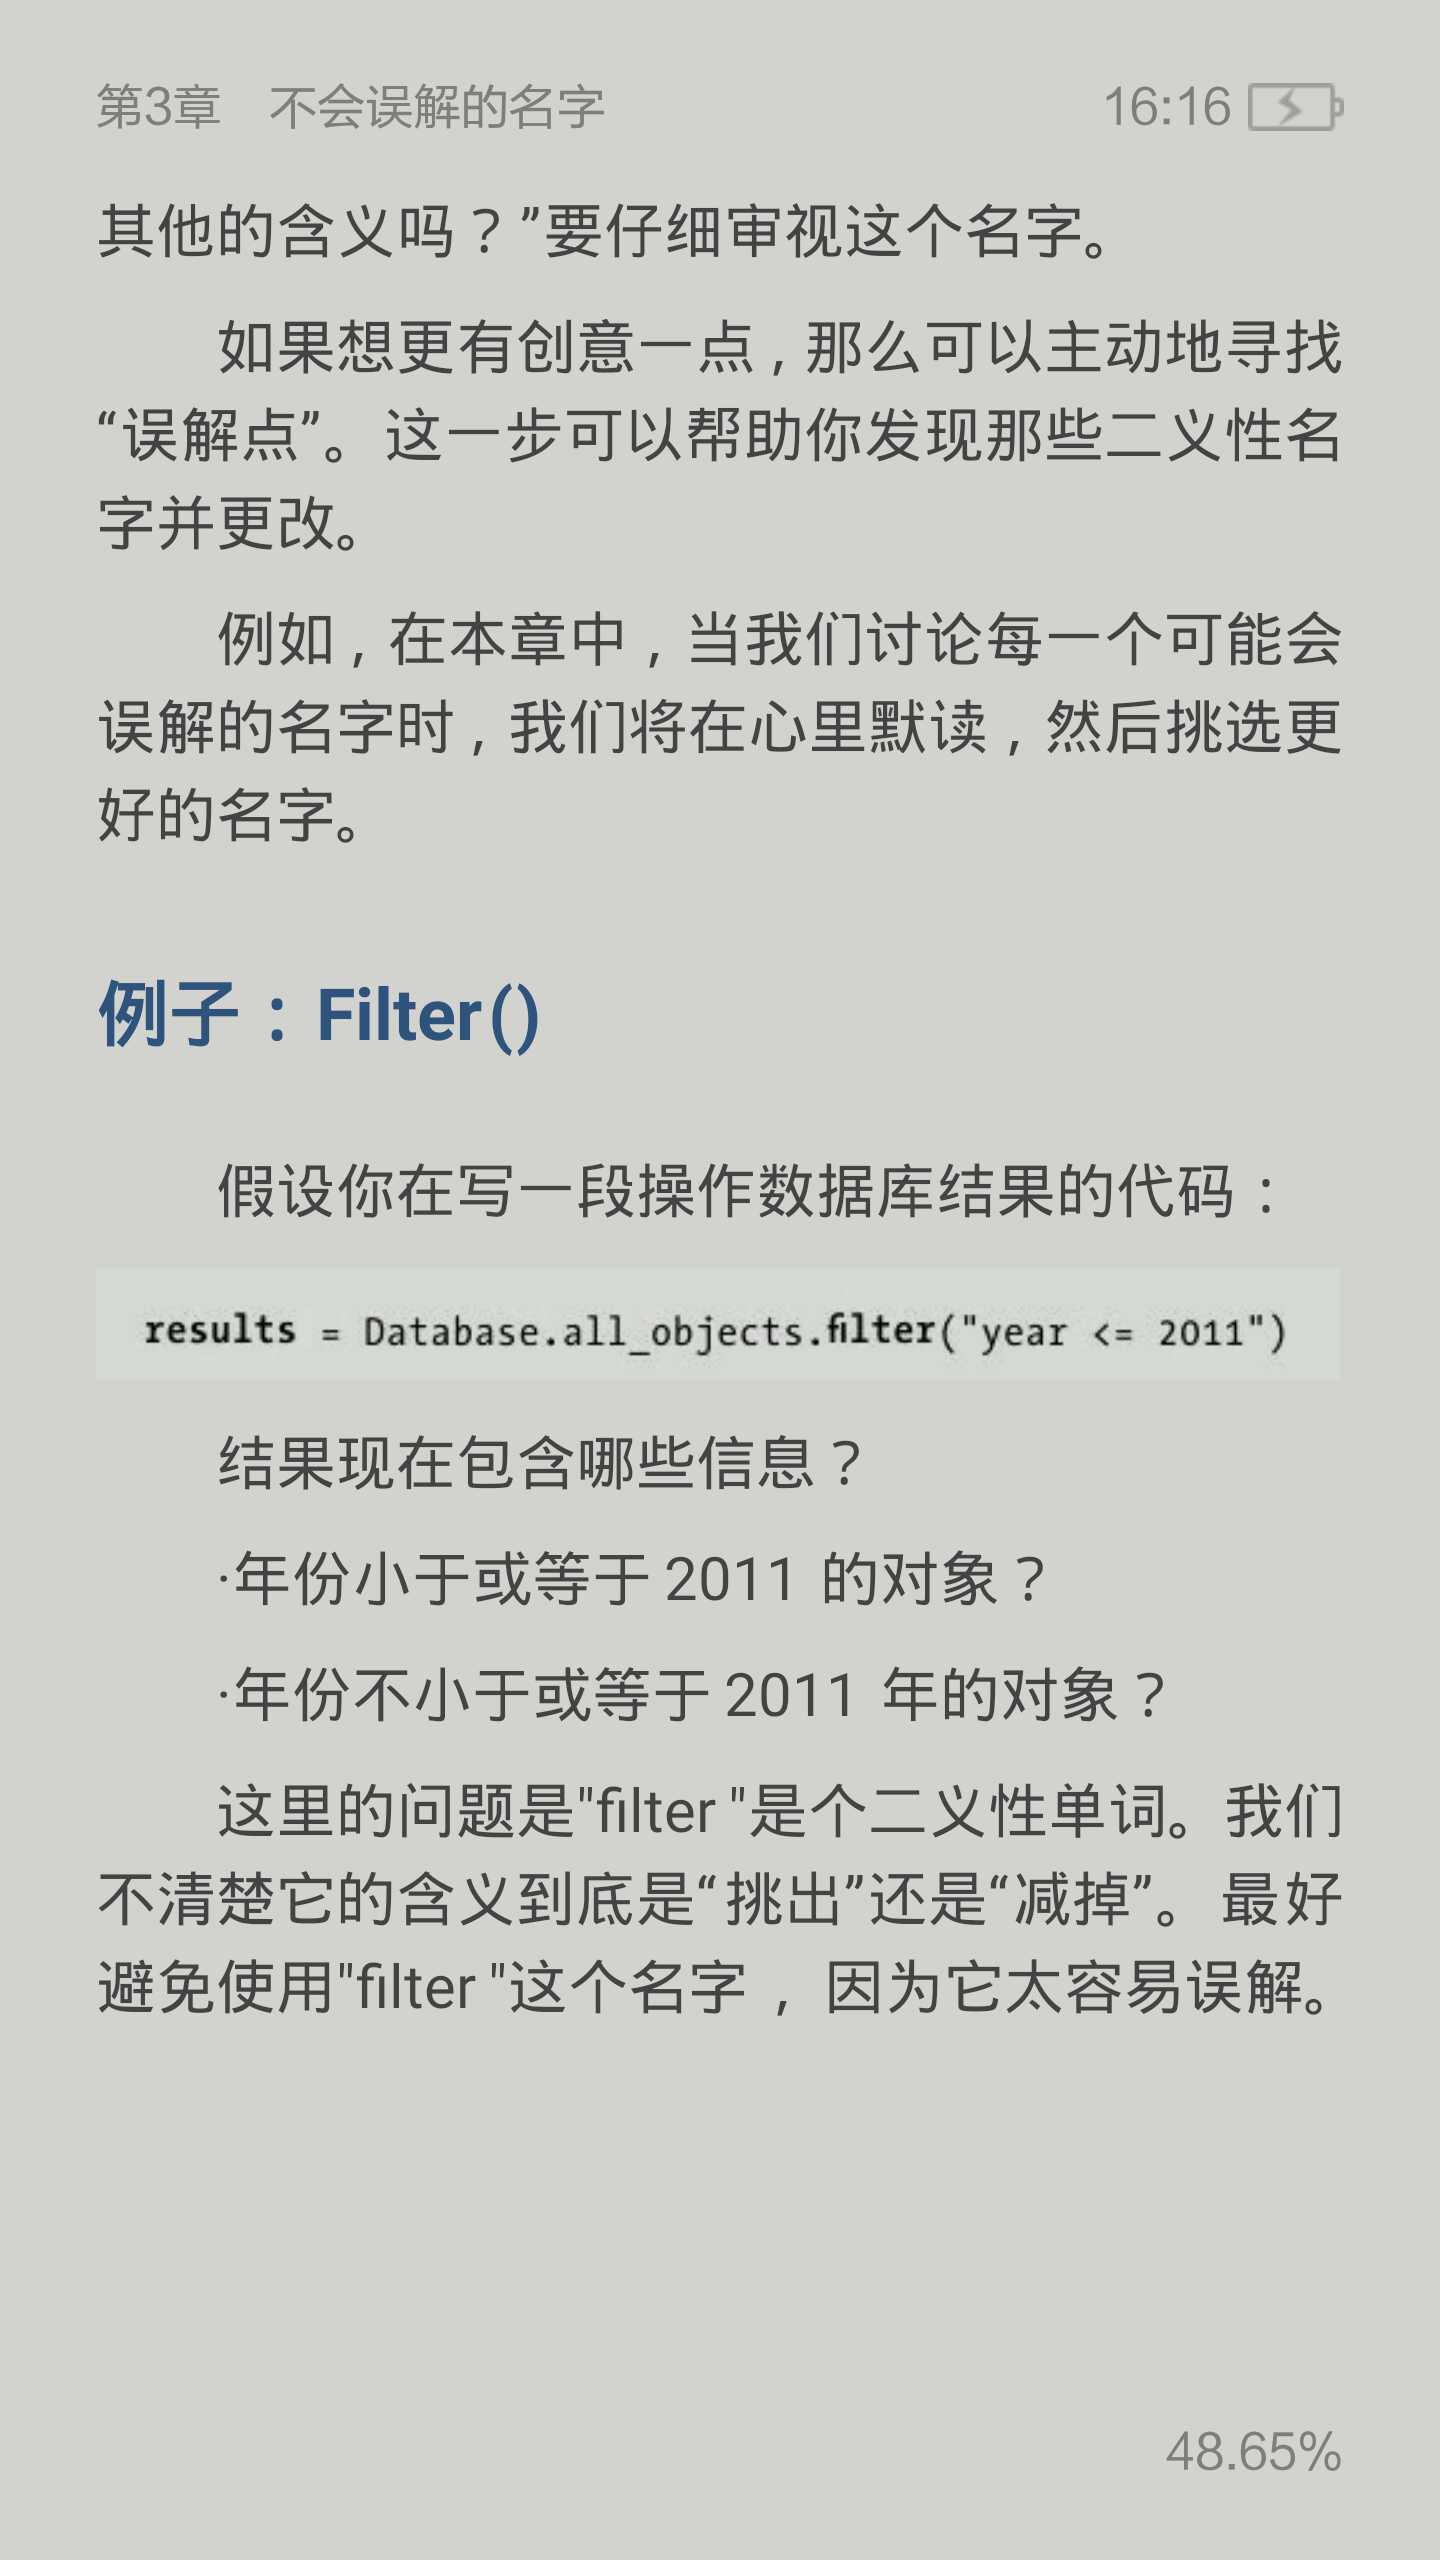 第3章　不会误解的名字
16:16
其他的含义吗？”要仔细审视这个名字。
如果想更有创意一点，那么可以主动地寻找
“误解点”。这一步可以帮助你发现那些二义性名
字并更改。
例如，在本章中，当我们讨论每一个可能会
误解的名字时，我们将在心里默读，然后挑选更
好的名字。
例子：Filter()
假设你在写一段操作数据库结果的代码：
results = Database.all_objects.filter("year <= 2011")
结果现在包含哪些信息？
·年份小于或等于 2011 的对象？
·年份不小于或等于 2011 年的对象？
这里的问题是"filter "是个二义性单词。我们
不清楚它的含义到底是“挑出”还是“减掉”。最好
避免使用"filter "这个名字，因为它太容易误解。
48.65%